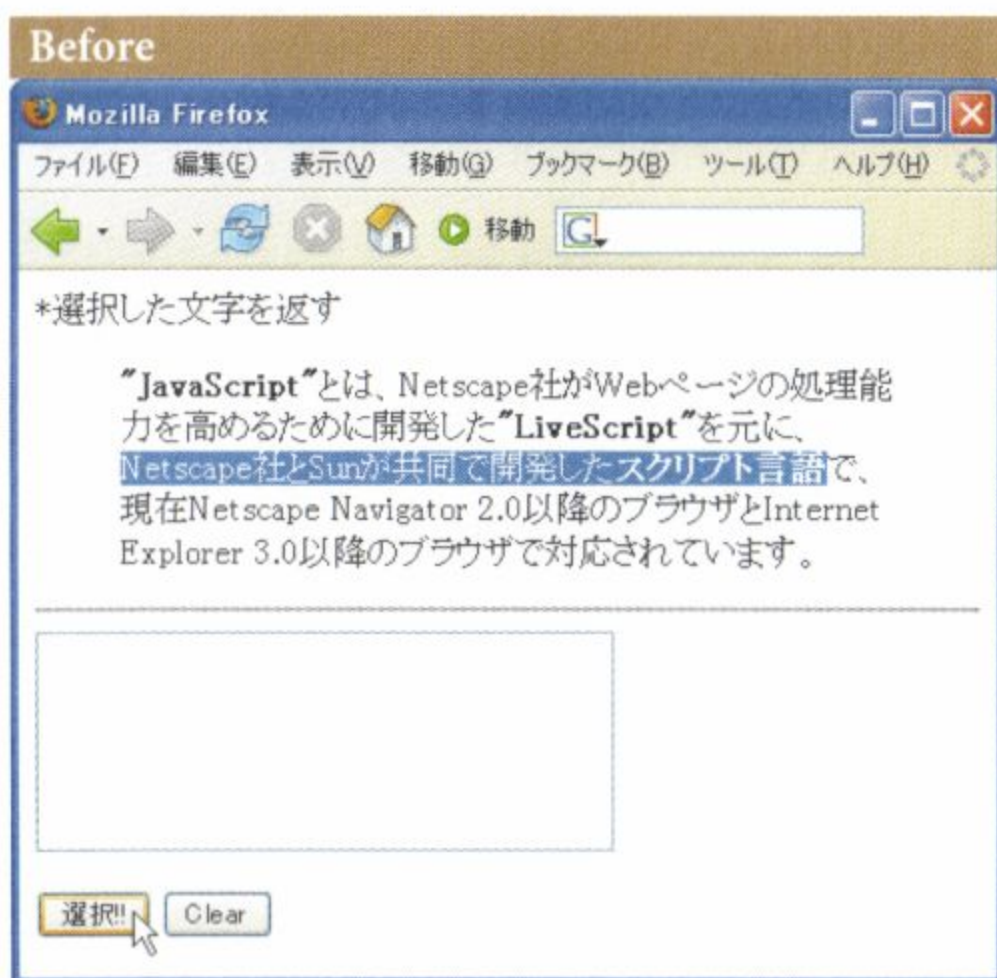 Before
Mozilla Firefox
ファイル(F) 編集(E) 表示(V) 移動(G) ブックマーク(B) ツール(T) ヘルプ(H)
移動 G
*選択した文字を返す
"JavaScript"とは、Netscape社がWebページの処理能
力を高めるために開発した"LiveScript"を元に、
Netscape社とSunが共同で開発したスクリプト言語で、
現在Netscape Navigator 2.0以降のブラウザとInternet
Explorer 3.0以降のブラウザで対応されています。
選択!! Clear